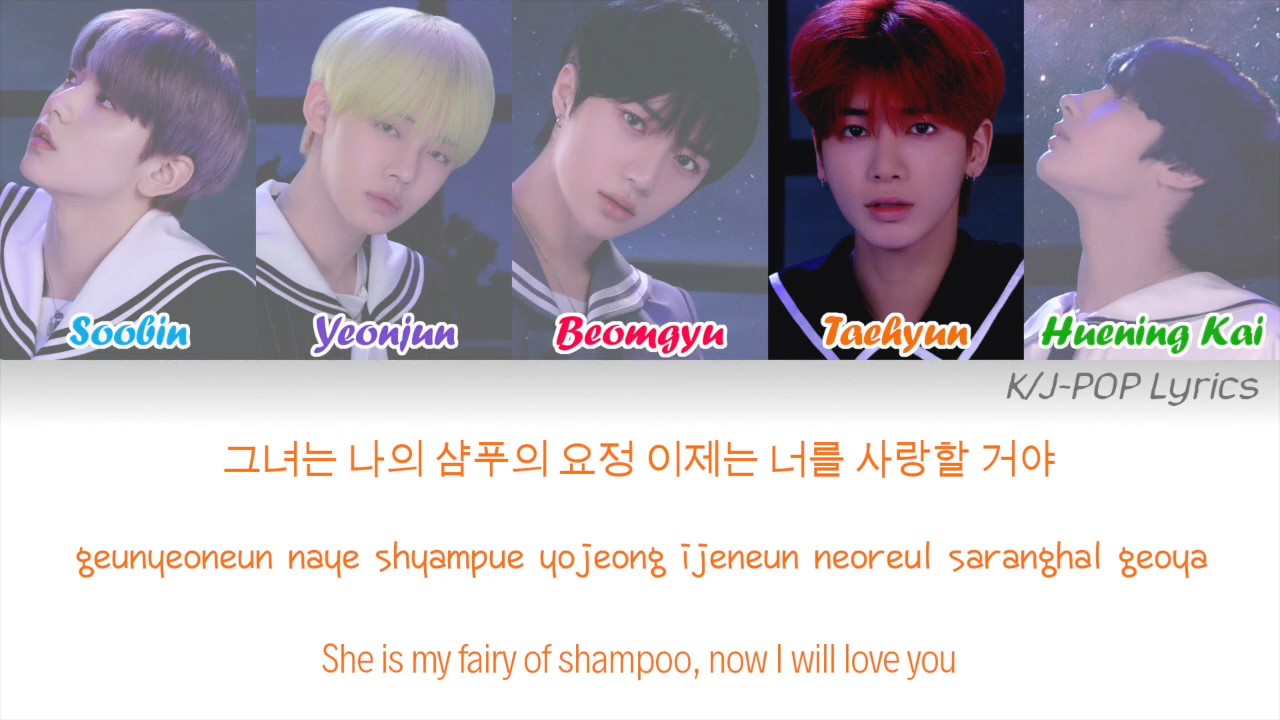 Soobin
Yeonjun
Beomgyu
Taehyun
Huening Kai
K/J-POP Lyrics
그녀는 나의 샴푸의 요정 이제는 너를 사랑할 거야
geunyeoneun naye shyampue yojeong ijeneun neoreul saranghal geoya
She is my fairy of shampoo, now I will love you